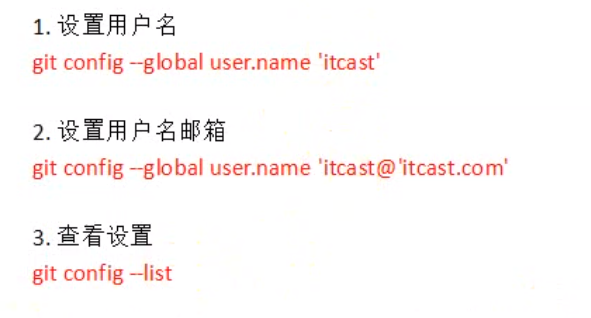 1. 设置用户名
git config --global user.name 'itcast'
2. 设置用户名邮箱
git config --global user.name 'itcast@'itcast.com'
3. 查看设置
git config --list